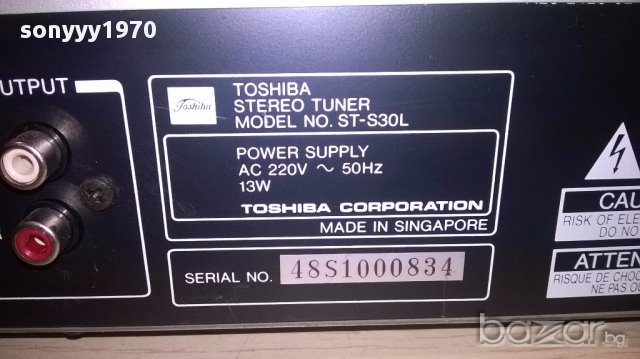 sonyyy1970
UTPUT
Toshiba
TOSHIBA
STEREO TUNER
MODEL NO. ST-S30L
POWER SUPPLY
AC 220V ~ 50Hz
13W
TOSHIBA CORPORATION
MADE IN SINGAPORE
SERIAL NO. 48S1000834
CAU
RISK OF ELE
DO NO
ATTEN
RISQUE DE CHOC
NE PAS OU
bazar.bg